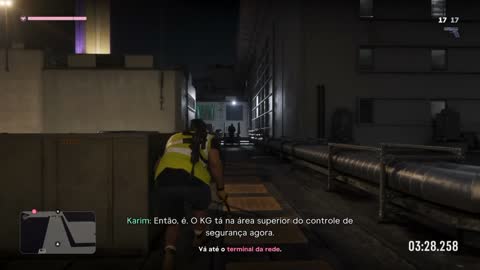 17 17
Karim: Então, é. O KG tá na área superior do controle de
segurança agora.
Vá até o terminal da rede.
03:28.258